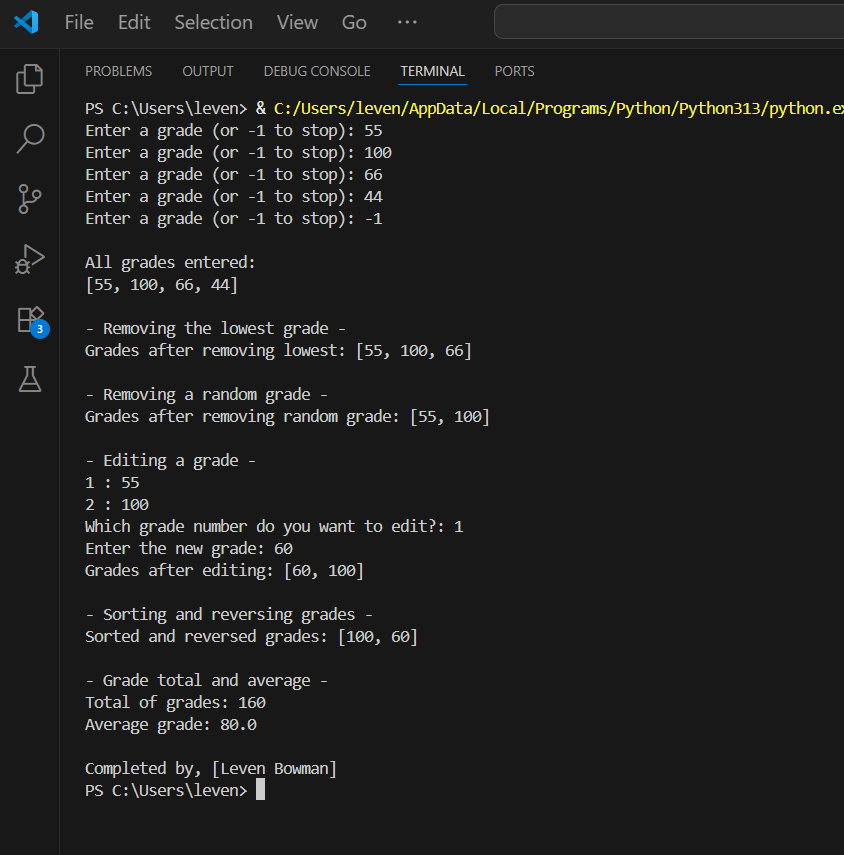 File Edit Selection View Go ...
PROBLEMS OUTPUT DEBUG CONSOLE TERMINAL PORTS
PS C:\Users\leven> & C:/Users/leven/AppData/Local/Programs/Python/Python313/python.ex
Enter a grade (or -1 to stop): 55
Enter a grade (or -1 to stop): 100
Enter a grade (or -1 to stop): 66
Enter a grade (or -1 to stop): 44
Enter a grade (or -1 to stop): -1
All grades entered:
[55, 100, 66, 44]
- Removing the lowest grade -
Grades after removing lowest: [55, 100, 66]
3
- Removing a random grade -
Grades after removing random grade: [55, 100]
- Editing a grade -
1 : 55
2 : 100
Which grade number do you want to edit?: 1
Enter the new grade: 60
Grades after editing: [60, 100]
- Sorting and reversing grades -
Sorted and reversed grades: [100, 60]
- Grade total and average -
Total of grades: 160
Average grade: 80.0
Completed by, [Leven Bowman]
PS C:\Users\leven>